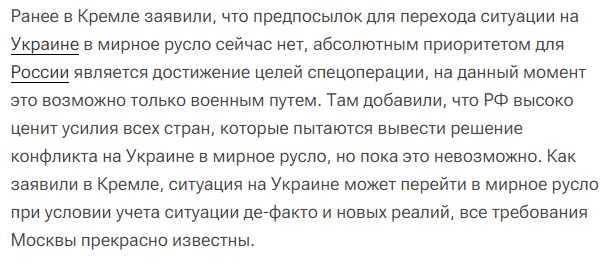 Ранее в Кремле заявили, что предпосылок для перехода ситуации на
Украине в мирное русло сейчас нет, абсолютным приоритетом для
России является достижение целей спецоперации, на данный момент
это возможно только военным путем. Там добавили, что РФ высоко
ценит усилия всех стран, которые пытаются вывести решение
конфликта на Украине в мирное русло, но пока это невозможно. Как
заявили в Кремле, ситуация на Украине может перейти в мирное русло
при условии учета ситуации де-факто и новых реалий, все требования
Москвы прекрасно известны.